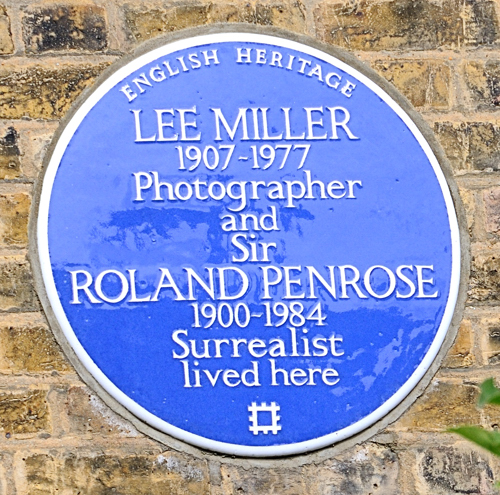 ENGLISH HERITAGE
LEE MILLER
1907-1977
Photographer
and
Sir
ROLAND PENROSE
1900-1984
Surrealist
lived here